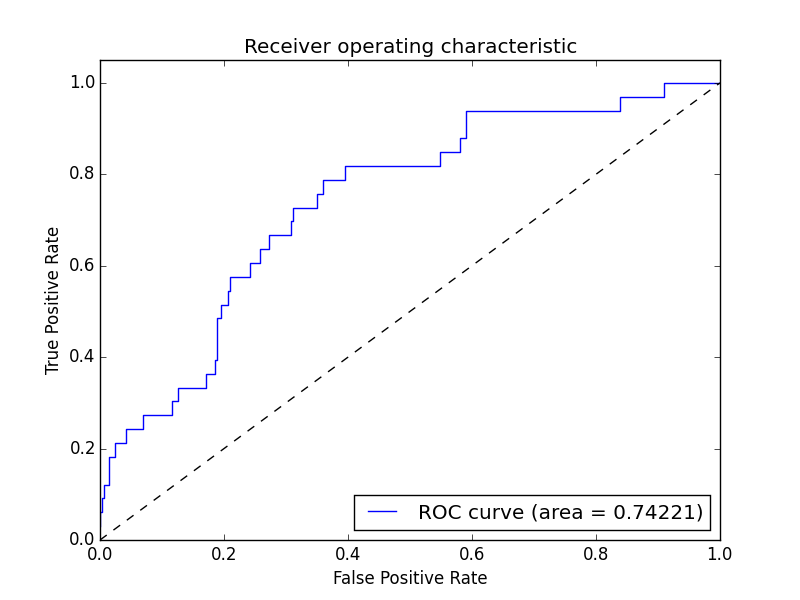 Receiver operating characteristic
True Positive Rate
1.0
0.8
0.6
0.4
0.2
0.0
ROC curve (area = 0.74221)
0.0 0.2 0.4 0.6 0.8 1.0
False Positive Rate